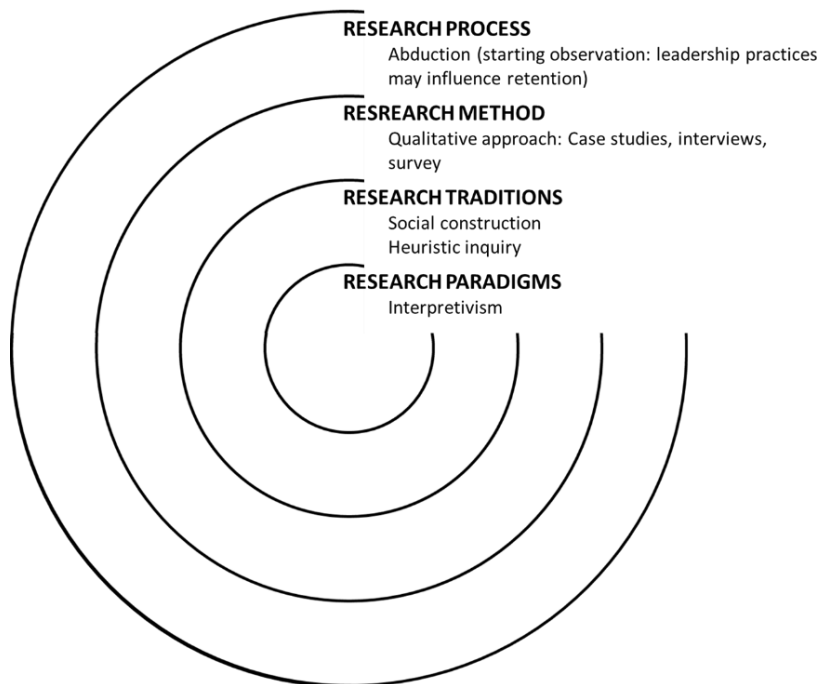 RESEARCH PROCESS
Abduction (starting observation: leadership practices
may influence retention)
RESREARCH METHOD
Qualitative approach: Case studies, interviews,
survey
RESEARCH TRADITIONS
Social construction
Heuristic inquiry
RESEARCH PARADIGMS
Interpretivism